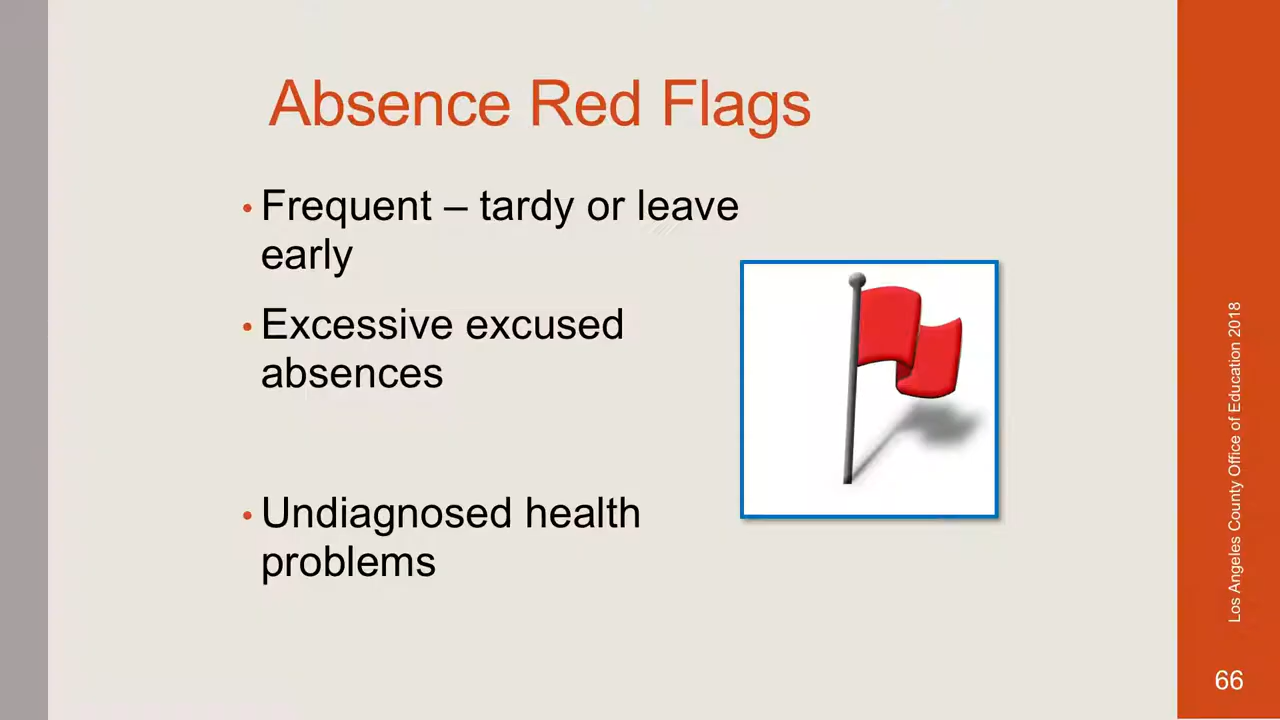 Absence Red Flags
• Frequent – tardy or leave
early
• Excessive excused
absences
• Undiagnosed health
problems
Los Angeles County Office of Education 2018
66